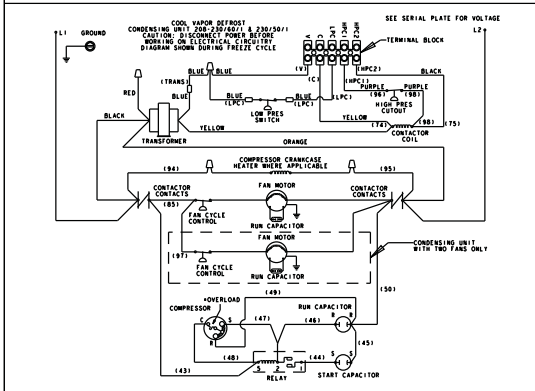 COOL VAPOR DEFROST
CONDENSING UNIT 208-230/60/1 & 230/50/1
CAUTION: DISCONNECT POWER BEFORE
WORKING ON ELECTRICAL CIRCUITRY
DIAGRAM SHOWN DURING FREEZE CYCLE
SEE SERIAL PLATE FOR VOLTAGE
L1
GROUND
L2
V
C
LPC
HPC1
HPC2
TERMINAL BLOCK
(V)
(C)
(HPC2)
(HPC1)
BLUE
BLUE
BLACK
(TRANS)
RED
BLUE
BLUE
BLUE
(LPC)
(LPC)
(LPC)
LOW PRES
SWITCH
PURPLE
PURPLE
(96)
(98)
HIGH PRES
CUTOUT
BLACK
YELLOW
YELLOW
(74)
(98)
(75)
TRANSFORMER
CONTACTOR
COIL
ORANGE
(94)
COMPRESSOR CRANKCASE
HEATER WHERE APPLICABLE
(95)
CONTACTOR
CONTACTS
(85)
FAN MOTOR
CONTACTOR
CONTACTS
FAN CYCLE
CONTROL
RUN CAPACITOR
FAN MOTOR
(97)
FAN CYCLE
CONTROL
RUN CAPACITOR
CONDENSING UNIT
WITH TWO FANS ONLY
(49)
(50)
*OVERLOAD
COMPRESSOR
C
S
R
(47)
(46)
RUN CAPACITOR
R
R
(45)
(48)
(44)
S
S
5
2
1
(43)
RELAY
START CAPACITOR